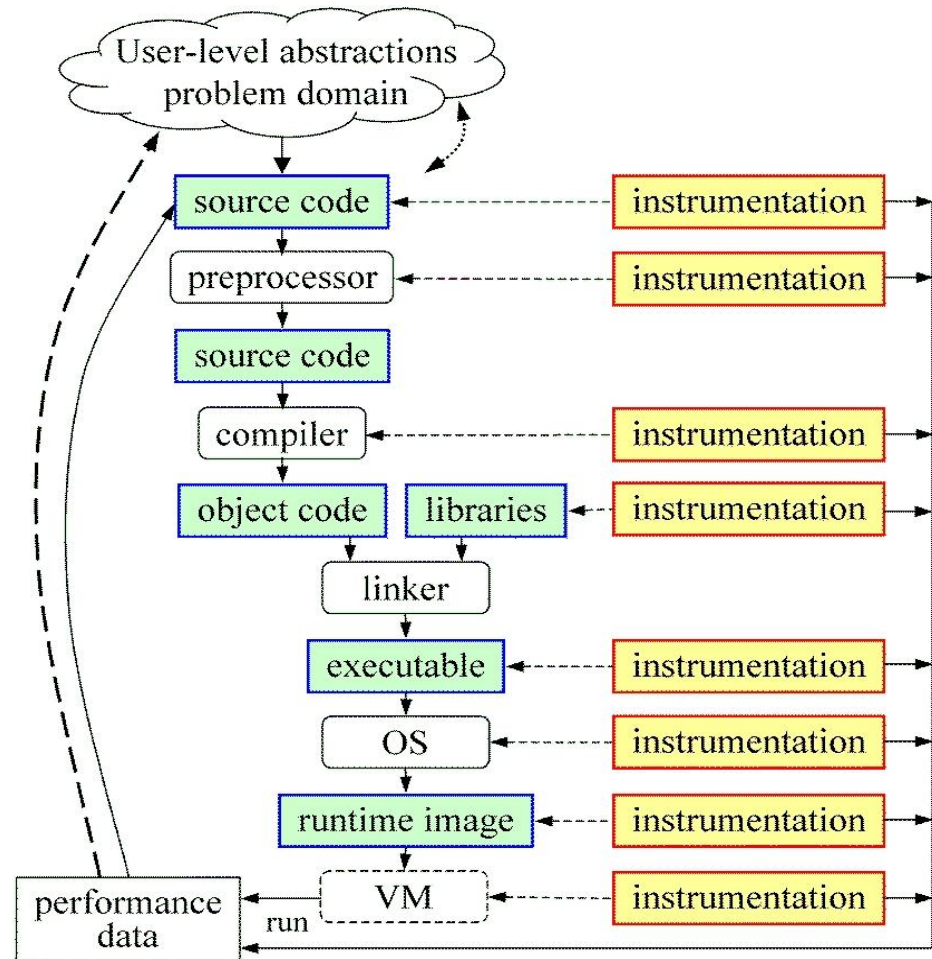 User-level abstractions
problem domain
source code
instrumentation
preprocessor
instrumentation
source code
compiler
instrumentation
object code
libraries
instrumentation
linker
executable
instrumentation
OS
instrumentation
runtime image
instrumentation
VM
instrumentation
performance
data
run